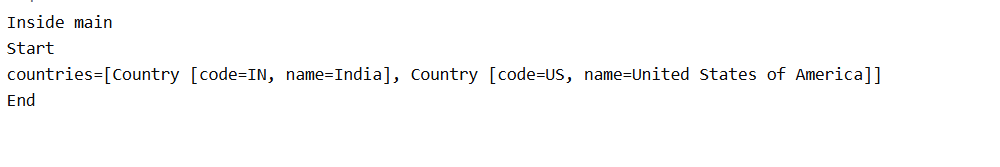 Inside main
Start
countries=[Country [code=IN, name=India], Country [code=US, name=United States of America]]
End